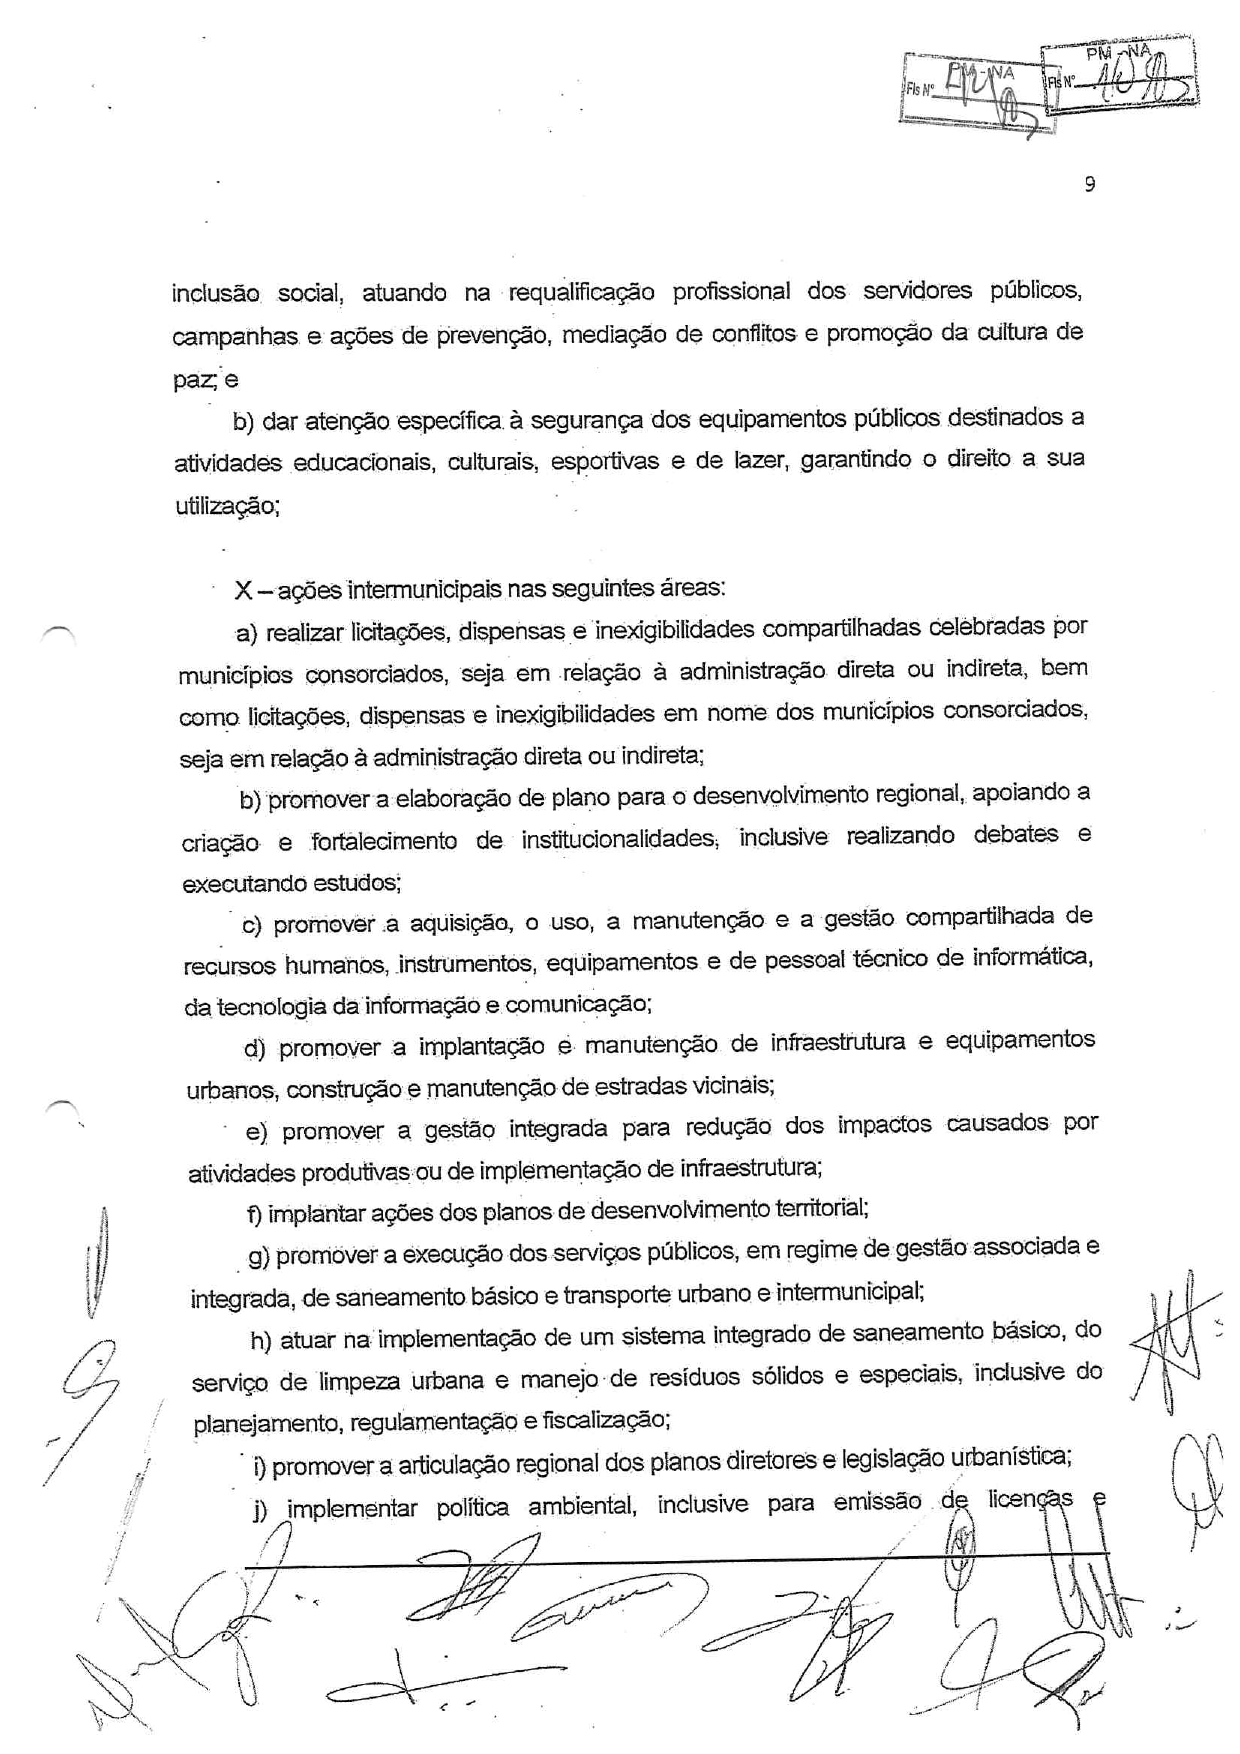 PM-NA
Fls Nº
PM-NA
Fls Nº
9
inclusão social, atuando na requalificação profissional dos servidores públicos,
campanhas e ações de prevenção, mediação de conflitos e promoção da cultura de
paz; e
b) dar atenção específica à segurança dos equipamentos públicos destinados a
atividades educacionais, culturais, esportivas e de lazer, garantindo o direito a sua
utilização;
X – ações intermunicipais nas seguintes áreas:
a) realizar licitações, dispensas e inexigibilidades compartilhadas celebradas por
municípios consorciados, seja em relação à administração direta ou indireta, bem
como licitações, dispensas e inexigibilidades em nome dos municípios consorciados,
seja em relação à administração direta ou indireta;
b) promover a elaboração de plano para o desenvolvimento regional, apoiando a
criação e fortalecimento de institucionalidades, inclusive realizando debates e
executando estudos;
c) promover a aquisição, o uso, a manutenção e a gestão compartilhada de
recursos humanos, instrumentos, equipamentos e de pessoal técnico de informática,
da tecnologia da informação e comunicação;
d) promover a implantação e manutenção de infraestrutura e equipamentos
urbanos, construção e manutenção de estradas vicinais;
e) promover a gestão integrada para redução dos impactos causados por
atividades produtivas ou de implementação de infraestrutura;
f) implantar ações dos planos de desenvolvimento territorial;
g) promover a execução dos serviços públicos, em regime de gestão associada e
integrada, de saneamento básico e transporte urbano e intermunicipal;
h) atuar na implementação de um sistema integrado de saneamento básico, do
serviço de limpeza urbana e manejo de resíduos sólidos e especiais, inclusive do
planejamento, regulamentação e fiscalização;
i) promover a articulação regional dos planos diretores e legislação urbanística;
j) implementar política ambiental, inclusive para emissão de licenças e